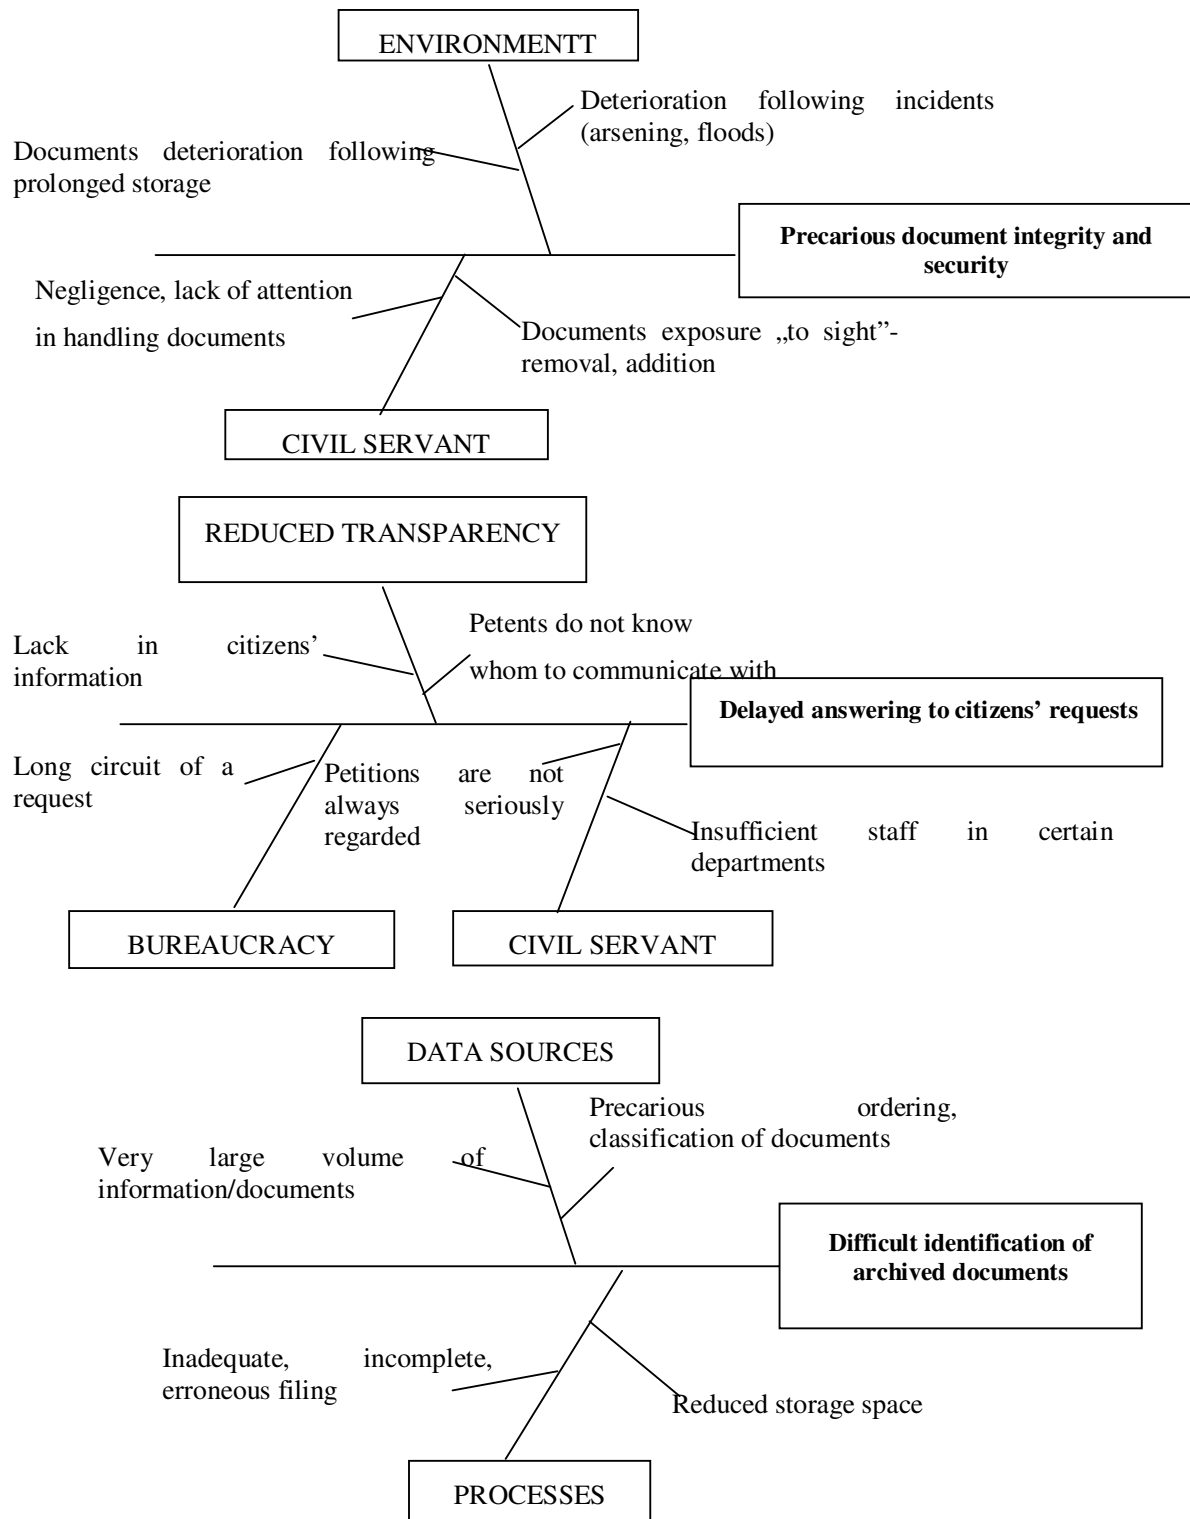 ENVIRONMENTT
Deterioration following incidents
(arsening, floods)
Documents deterioration following
prolonged storage
Precarious document integrity and
security
Negligence, lack of attention
in handling documents
Documents exposure „to sight”-
removal, addition
CIVIL SERVANT
REDUCED TRANSPARENCY
Petents do not know
whom to communicate with
Lack in citizens’
information
Delayed answering to citizens’ requests
Long circuit of a
request
Petitions are not
always seriously
regarded
Insufficient staff in certain
departments
BUREAUCRACY
CIVIL SERVANT
DATA SOURCES
Precarious ordering,
classification of documents
Very large volume of
information/documents
Difficult identification of
archived documents
Inadequate, incomplete,
erroneous filing
Reduced storage space
PROCESSES